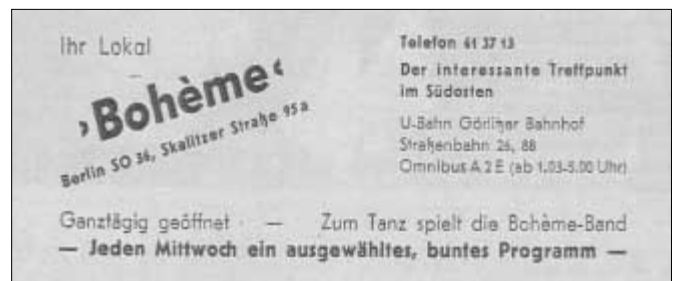 Ihr Lokal
›Bohème‹
Berlin SO 36, Skalitzer Straße 95a
Telefon 61 37 13
Der interessante Treffpunkt
im Südosten
U-Bahn Görlitzer Bahnhof
Straßenbahn 26, 88
Omnibus A 2 E (ab 1.03-5.00 Uhr)
Ganztägig geöffnet · — Zum Tanz spielt die Bohème-Band
— Jeden Mittwoch ein ausgewähltes, buntes Programm —